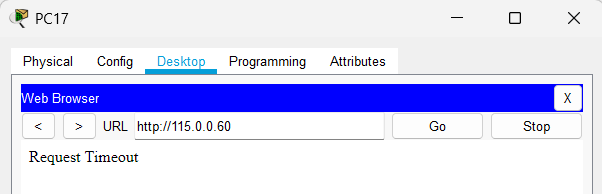 PC17
Physical Config Desktop Programming Attributes
Web Browser X
< > URL http://115.0.0.60 Go Stop
Request Timeout